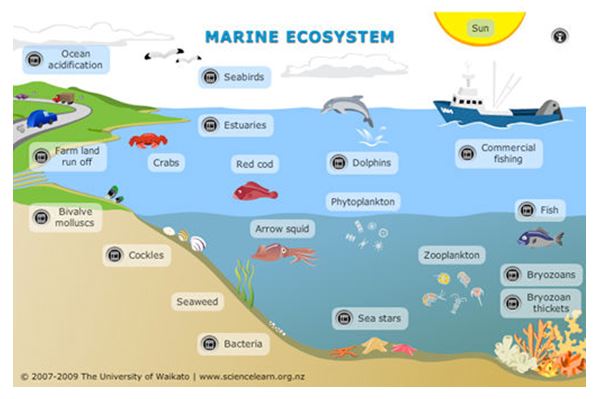 MARINE ECOSYSTEM
Sun
Ocean
acidification
Seabirds
Estuaries
Farm land
run off
Crabs
Red cod
Dolphins
Commercial
fishing
Phytoplankton
Bivalve
molluscs
Fish
Arrow squid
Cockles
Zooplankton
Bryozoans
Seaweed
Bryozoan
thickets
Sea stars
Bacteria
© 2007-2009 The University of Waikato | www.sciencelearn.org.nz